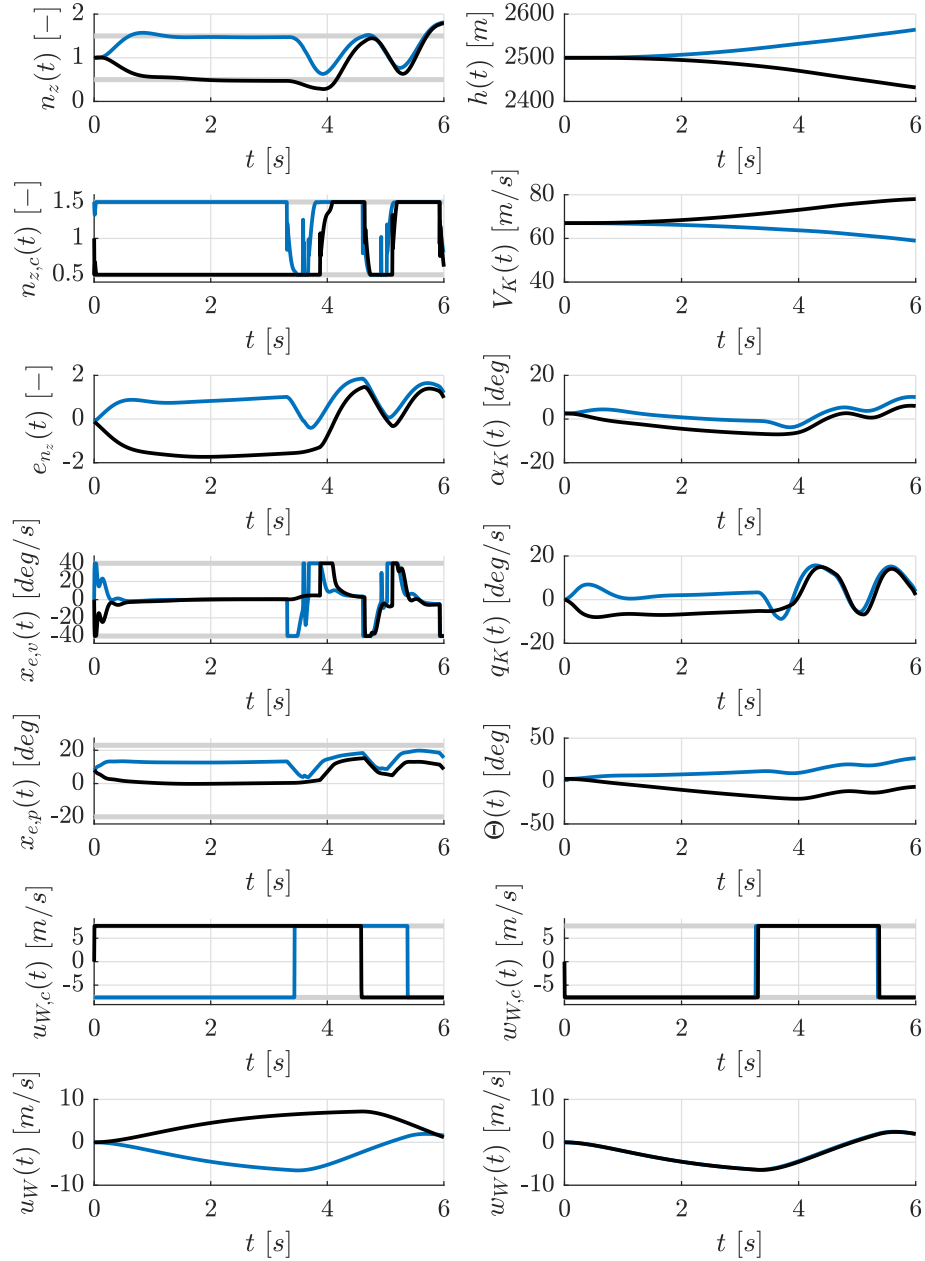 n_z(t) [−]
2
1
0
0 2 4 6
t [s]
h(t) [m]
2600
2500
2400
0 2 4 6
t [s]
n_{z,c}(t) [−]
1.5
1
0.5
0 2 4 6
t [s]
V_K(t) [m/s]
80
60
40
0 2 4 6
t [s]
e_{n_z}(t) [−]
2
0
-2
0 2 4 6
t [s]
α_K(t) [deg]
20
0
-20
0 2 4 6
t [s]
x_{e,v}(t) [deg/s]
40
20
0
-20
-40
0 2 4 6
t [s]
q_K(t) [deg/s]
20
0
-20
0 2 4 6
t [s]
x_{e,p}(t) [deg]
20
0
-20
0 2 4 6
t [s]
Θ(t) [deg]
50
0
-50
0 2 4 6
t [s]
u_{W,c}(t) [m/s]
5
0
-5
0 2 4 6
t [s]
w_{W,c}(t) [m/s]
5
0
-5
0 2 4 6
t [s]
u_W(t) [m/s]
10
0
-10
0 2 4 6
t [s]
w_W(t) [m/s]
10
0
-10
0 2 4 6
t [s]